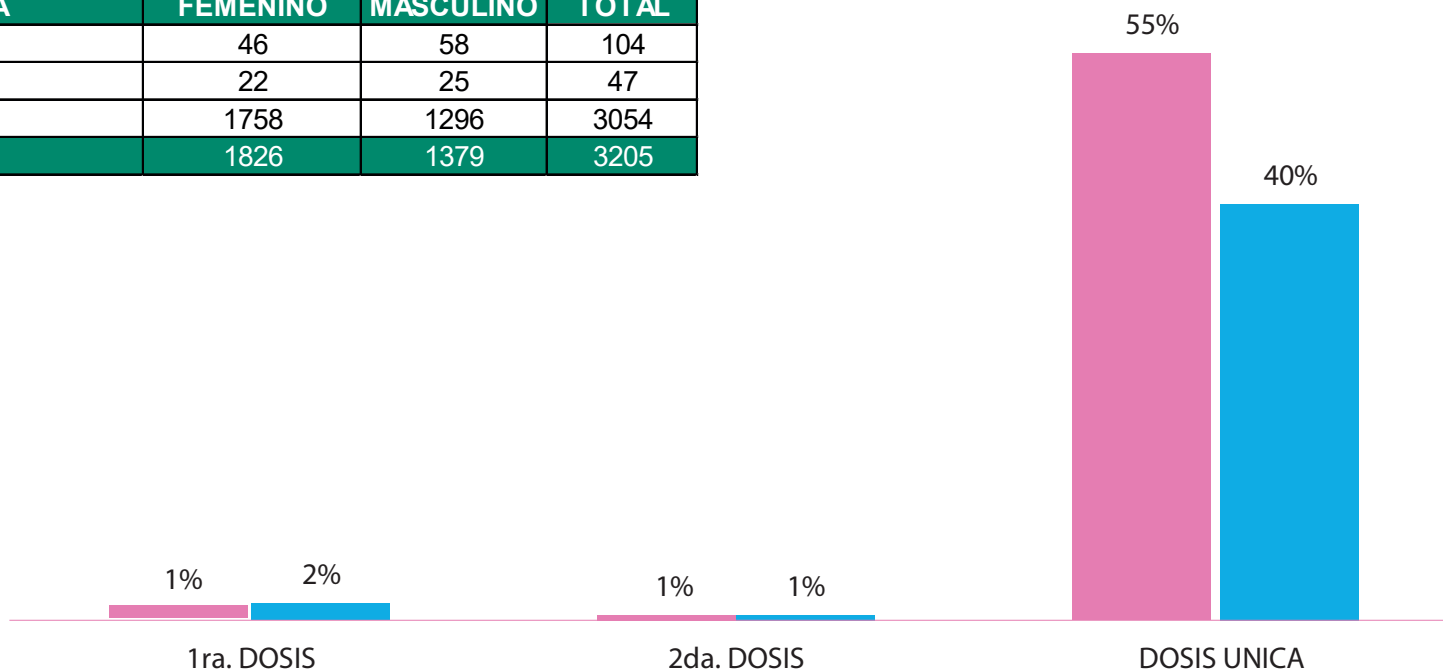 A FEMENINO MASCULINO TOTAL
46 58 104
22 25 47
1758 1296 3054
1826 1379 3205
55%
40%
1% 2% 1% 1%
1ra. DOSIS 2da. DOSIS DOSIS UNICA